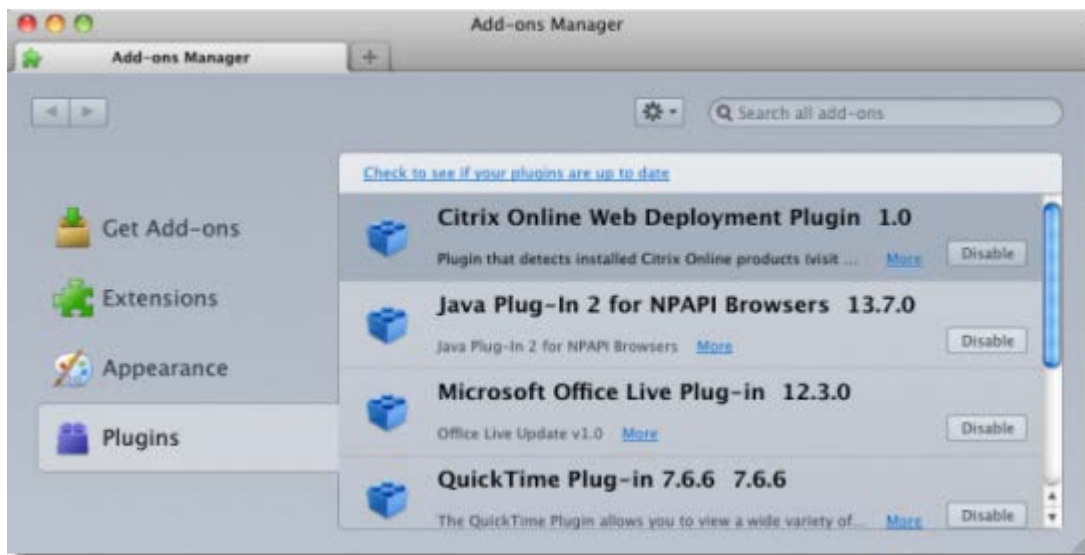 Add-ons Manager
Add-ons Manager
+
Search all add-ons
Check to see if your plugins are up to date
Get Add-ons
Extensions
Appearance
Plugins
Citrix Online Web Deployment Plugin 1.0
Plugin that detects installed Citrix Online products (visit ... More Disable
Java Plug-In 2 for NPAPI Browsers 13.7.0
Java Plug-In 2 for NPAPI Browsers More Disable
Microsoft Office Live Plug-in 12.3.0
Office Live Update v1.0 More Disable
QuickTime Plug-in 7.6.6 7.6.6
The QuickTime Plugin allows you to view a wide variety of... More Disable